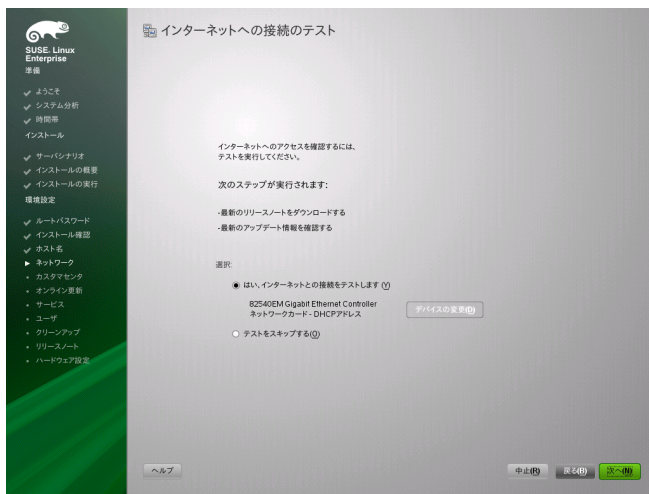 SUSE. Linux
Enterprise
準備
ようこそ
システム分析
時間帯
インストール
サーバシナリオ
インストールの概要
インストールの実行
環境設定
ルートパスワード
インストール確認
ホスト名
ネットワーク
カスタマセンタ
オンライン更新
サービス
ユーザ
クリーンアップ
リリースノート
ハードウェア設定
インターネットへの接続のテスト
インターネットへのアクセスを確認するには、
テストを実行してください。
次のステップが実行されます:
-最新のリリースノートをダウンロードする
-最新のアップデート情報を確認する
選択:
はい、インターネットとの接続をテストします (Y)
82540EM Gigabit Ethernet Controller
ネットワークカード - DHCPアドレス
デバイスの変更(D)
テストをスキップする(O)
ヘルプ
中止(R)
戻る(B)
次へ(N)